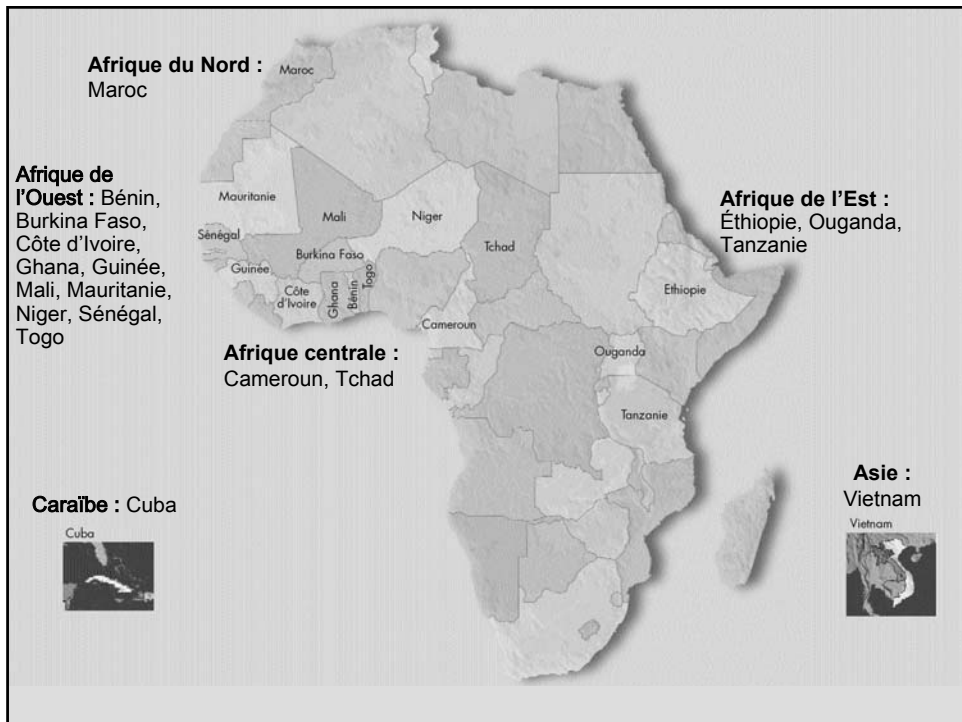 Afrique du Nord :
Maroc
Maroc
Afrique de
l'Ouest : Bénin,
Burkina Faso,
Côte d'Ivoire,
Ghana, Guinée,
Mali, Mauritanie,
Niger, Sénégal,
Togo
Mauritanie
Mali
Niger
Tchad
Sénégal
Burkina Faso
Guinée
Côte
d'Ivoire
Ghana
Bénin
Togo
Cameroun
Afrique de l’Est :
Éthiopie, Ouganda,
Tanzanie
Ethiopie
Ouganda
Tanzanie
Afrique centrale :
Cameroun, Tchad
Caraïbe : Cuba
Cuba
Asie :
Vietnam
Vietnam